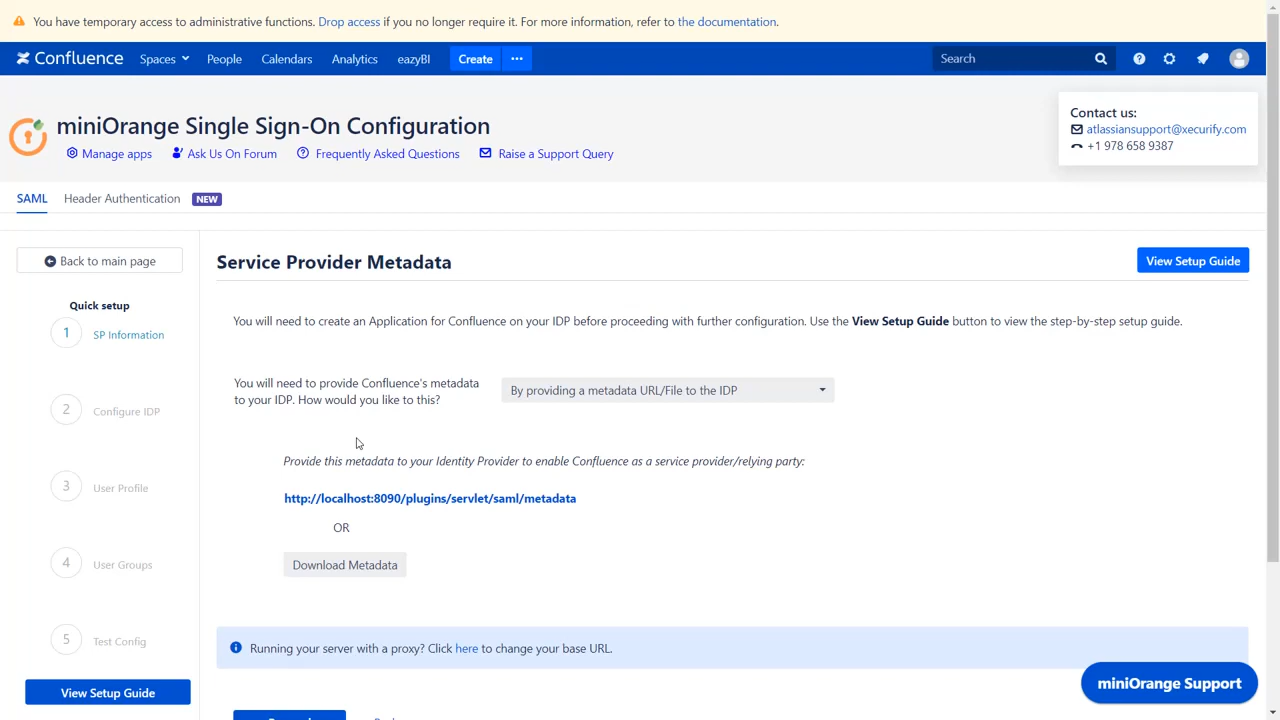 You have temporary access to administrative functions. Drop access if you no longer require it. For more information, refer to the documentation.
Confluence Spaces People Calendars Analytics eazyBI Create ••• Search
miniOrange Single Sign-On Configuration
Manage apps Ask Us On Forum Frequently Asked Questions Raise a Support Query
Contact us:
atlassiansupport@xecurify.com
+1 978 658 9387
SAML Header Authentication NEW
Back to main page
Quick setup
1 SP Information
2 Configure IDP
3 User Profile
4 User Groups
5 Test Config
View Setup Guide
Service Provider Metadata
View Setup Guide
You will need to create an Application for Confluence on your IDP before proceeding with further configuration. Use the View Setup Guide button to view the step-by-step setup guide.
You will need to provide Confluence's metadata
to your IDP. How would you like to this?
By providing a metadata URL/File to the IDP
Provide this metadata to your Identity Provider to enable Confluence as a service provider/relying party:
http://localhost:8090/plugins/servlet/saml/metadata
OR
Download Metadata
Running your server with a proxy? Click here to change your base URL.
miniOrange Support